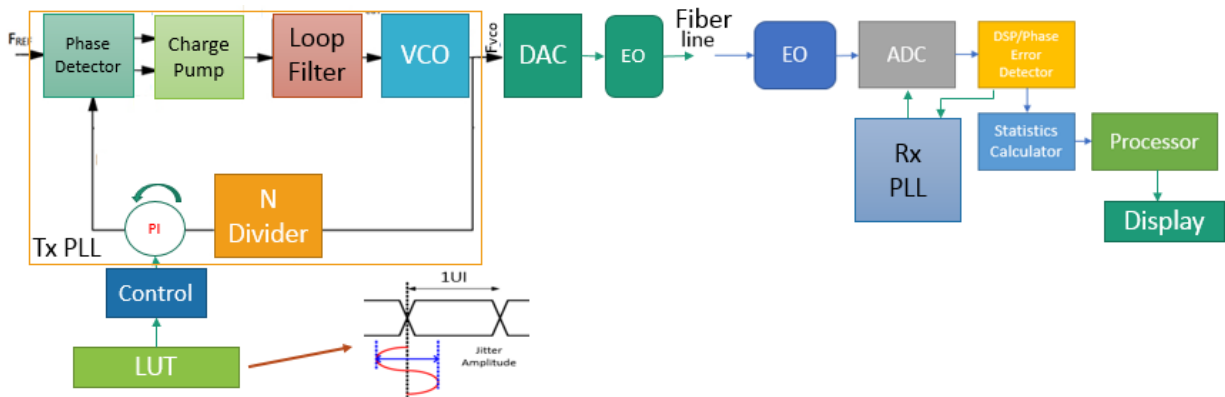 F_REF
Phase
Detector
Charge
Pump
Loop
Filter
VCO
Fvco
DAC
EO
Fiber
line
EO
ADC
DSP/Phase
Error
Detector
Rx
PLL
Statistics
Calculator
Processor
Display
N
Divider
PI
Tx PLL
Control
LUT
1UI
Jitter
Amplitude